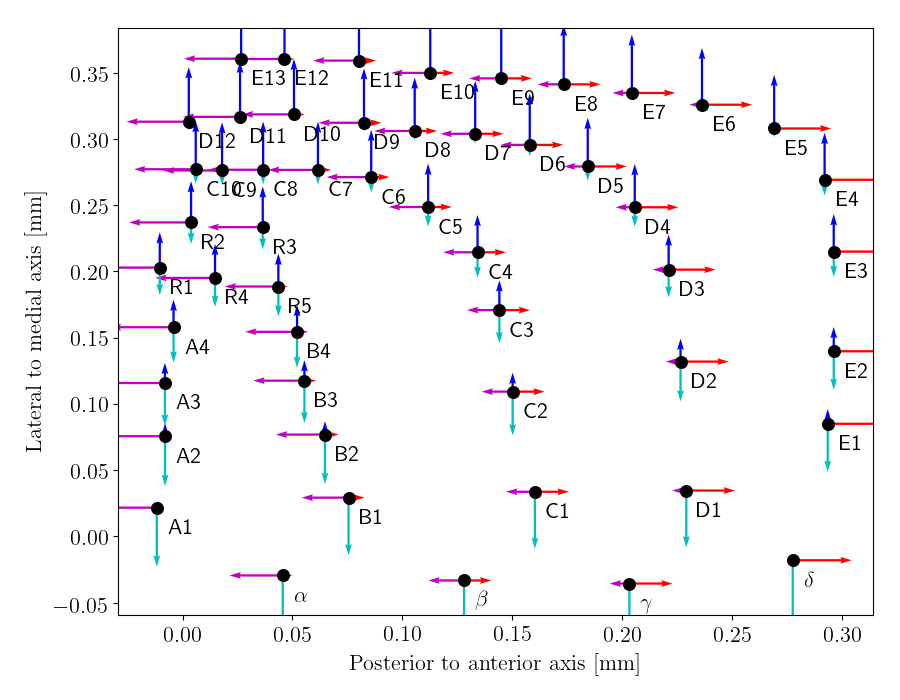 E13 E12 E11 E10 E9 E8 E7 E6 E5 E4
D12 D11 D10 D9 D8 D7 D6 D5 D4
C10 C9 C8 C7 C6 C5 C4
R2 R3 E3
R1 R4 R5 D3
A4 B4 C3 E2
A3 B3 C2 D2
A2 B2 E1
A1 B1 C1 D1
α β γ δ
0.35
0.30
0.25
0.20
0.15
0.10
0.05
0.00
−0.05
0.00 0.05 0.10 0.15 0.20 0.25 0.30
Posterior to anterior axis [mm]
Lateral to medial axis [mm]